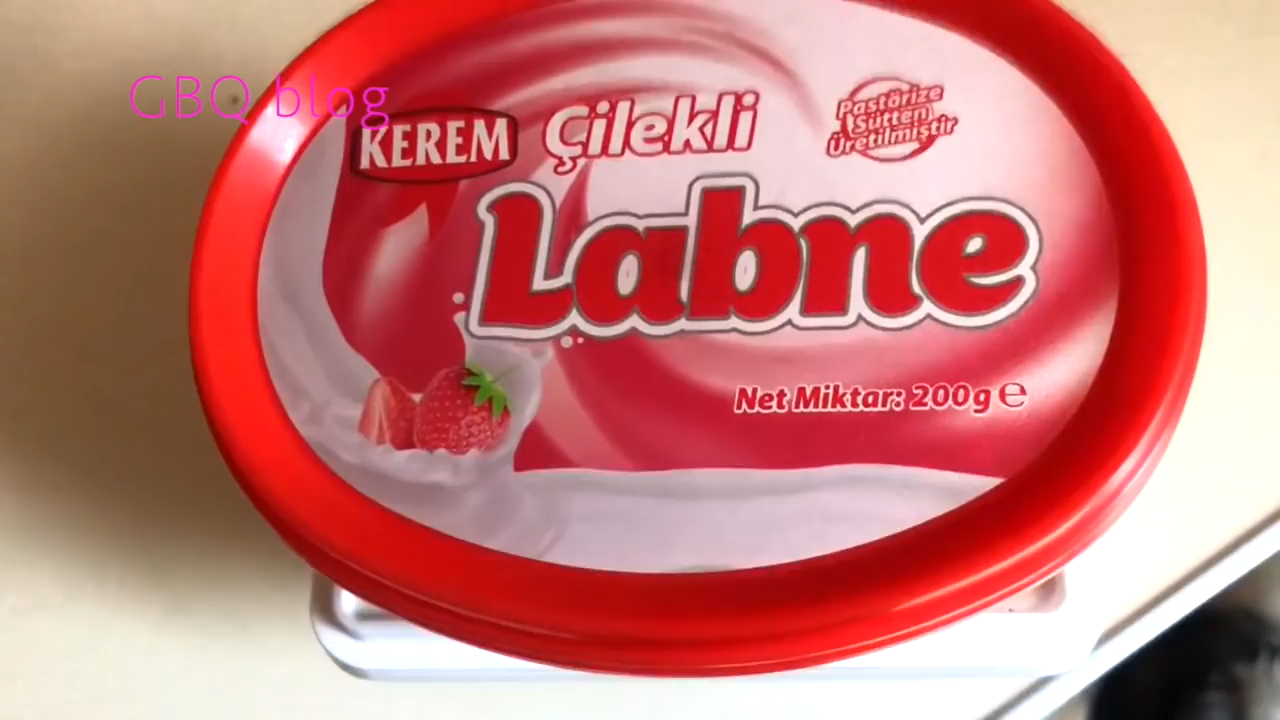 GBQ blog
KEREM Çilekli
Pastörize
Sütten
Üretilmiştir
Labne
Net Miktar: 200g ℮